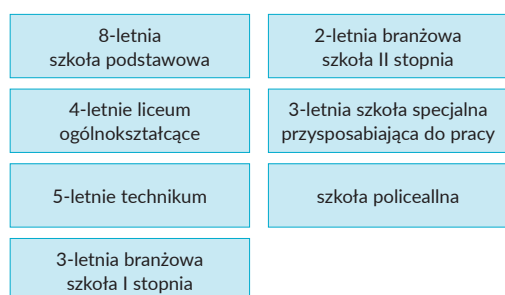 8-letnia
szkoła podstawowa
4-letnie liceum
ogólnokształcące
5-letnie technikum
3-letnia branżowa
szkoła I stopnia
2-letnia branżowa
szkoła II stopnia
3-letnia szkoła specjalna
przysposabiająca do pracy
szkoła policeallna